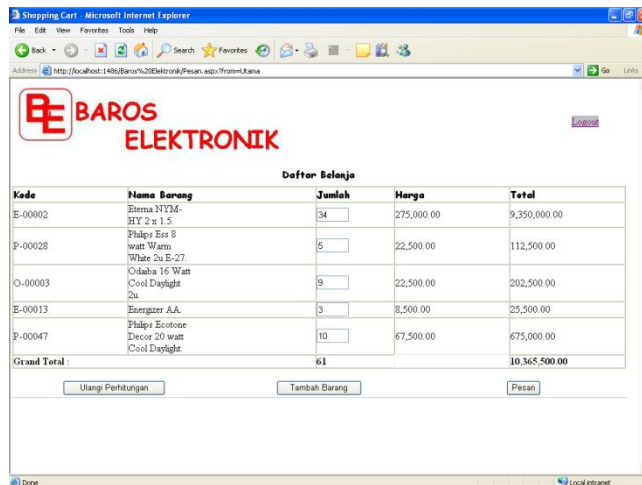 Shopping Cart - Microsoft Internet Explorer
File Edit View Favorites Tools Help
Back Search Favorites
Address http://localhost:1486/Baros%20Elektronik/Pesan.aspx?from=Utama Go Links
BE BAROS
ELEKTRONIK
Logout
Daftar Belanja
Kode Nama Barang Jumlah Harga Total
E-00002 Eterna NYM-
HY 2 x 1.5. 34 275,000.00 9,350,000.00
P-00028 Philips Ess 8
watt Warm 5 22,500.00 112,500.00
White 2u E-27.
O-00003 Odaiba 16 Watt
Cool Daylight 9 22,500.00 202,500.00
2u.
E-00013 Energizer AA. 3 8,500.00 25,500.00
P-00047 Philips Ecotone
Decor 20 watt 10 67,500.00 675,000.00
Cool Daylight.
Grand Total : 61 10,365,500.00
Ulangi Perhitungan Tambah Barang Pesan
Done Local intranet